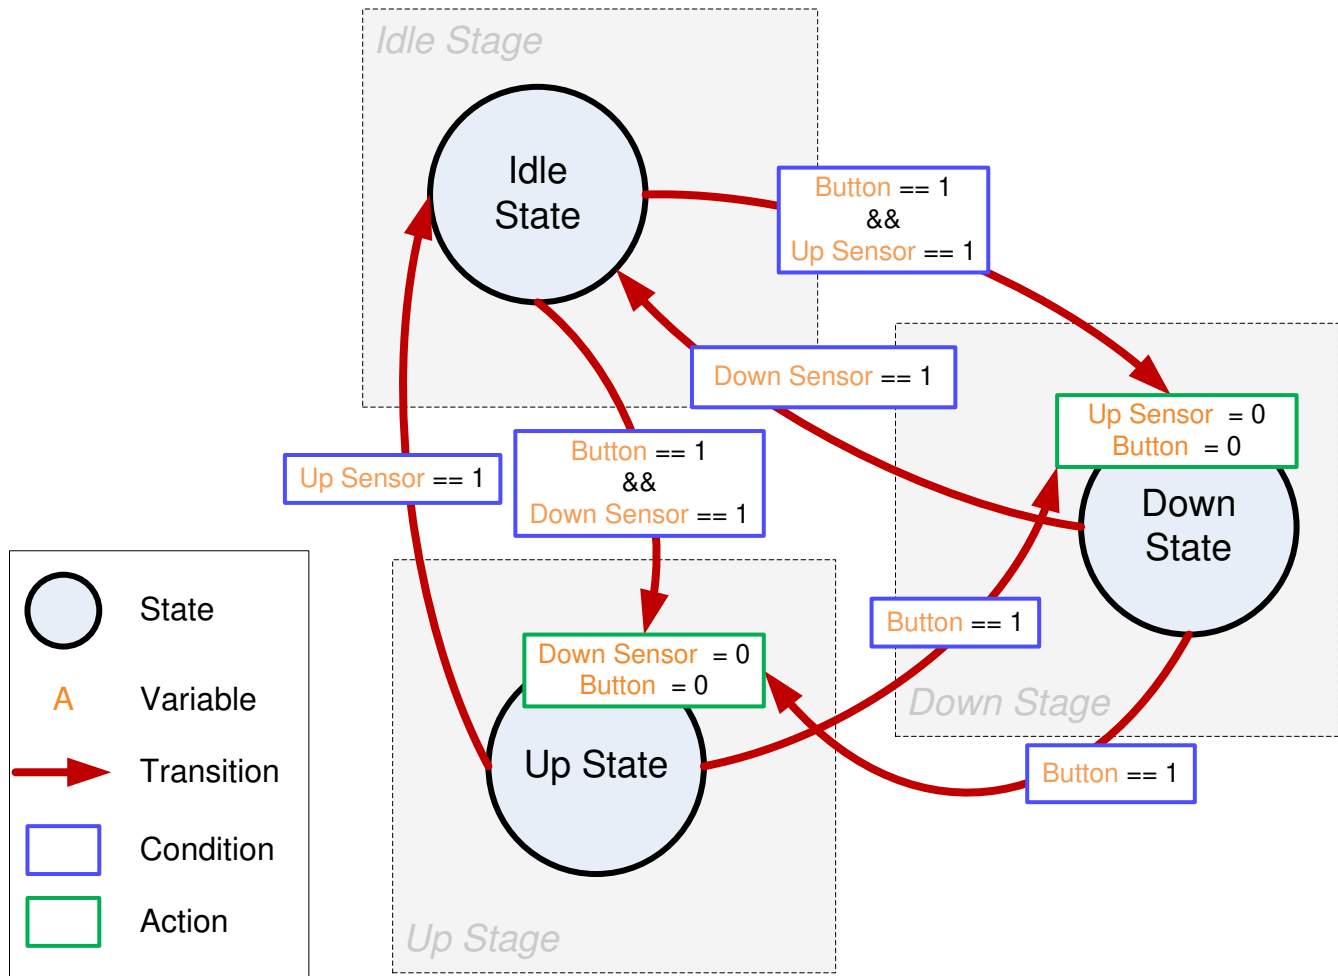 Idle Stage
Idle
State
Button == 1
&&
Up Sensor == 1
Down Sensor == 1
Up Sensor = 0
Button = 0
Down
State
Up Sensor == 1
Button == 1
&&
Down Sensor == 1
Button == 1
Down Stage
Down Sensor = 0
Button = 0
Up State
Button == 1
Up Stage
State
A Variable
Transition
Condition
Action